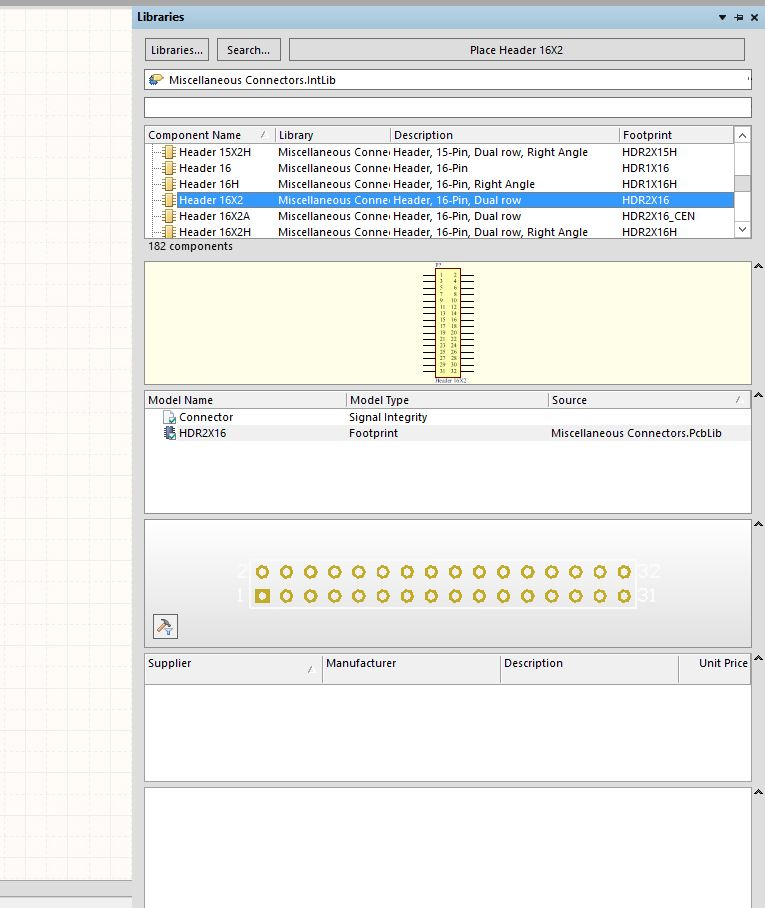 Libraries
Libraries... Search... Place Header 16X2
Miscellaneous Connectors.IntLib
Component Name Library Description Footprint
Header 15X2H Miscellaneous Conne Header, 15-Pin, Dual row, Right Angle HDR2X15H
Header 16 Miscellaneous Conne Header, 16-Pin HDR1X16
Header 16H Miscellaneous Conne Header, 16-Pin, Right Angle HDR1X16H
Header 16X2 Miscellaneous Conne Header, 16-Pin, Dual row HDR2X16
Header 16X2A Miscellaneous Conne Header, 16-Pin, Dual row HDR2X16_CEN
Header 16X2H Miscellaneous Conne Header, 16-Pin, Dual row, Right Angle HDR2X16H
182 components
P?
1 2
3 4
5 6
7 8
9 10
11 12
13 14
15 16
17 18
19 20
21 22
23 24
25 26
27 28
29 30
31 32
Header 16X2
Model Name Model Type Source
Connector Signal Integrity
HDR2X16 Footprint Miscellaneous Connectors.PcbLib
2 32
1 31
Supplier Manufacturer Description Unit Price